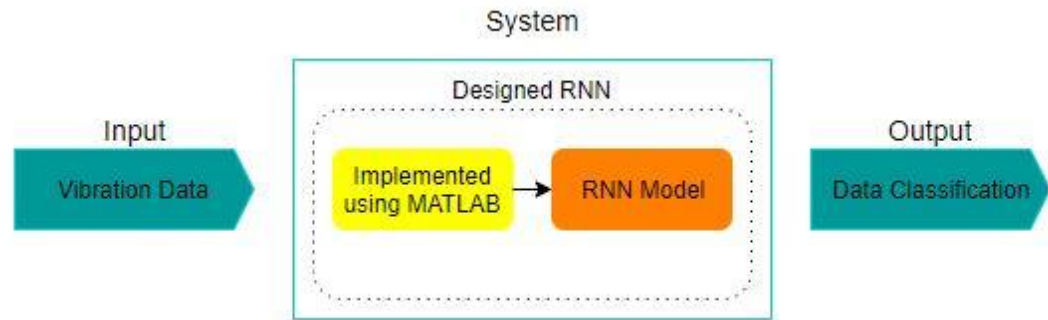 System
Designed RNN
Input
Vibration Data
Implemented
using MATLAB
RNN Model
Output
Data Classification